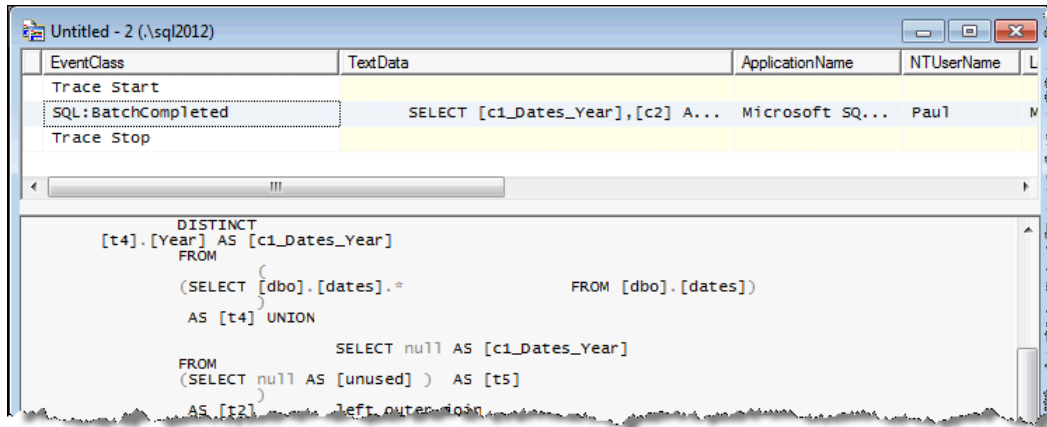 Untitled - 2 (.\sql2012)
EventClass TextData ApplicationName NTUserName L
Trace Start
SQL:BatchCompleted SELECT [c1_Dates_Year],[c2] A... Microsoft SQ... Paul M
Trace Stop
DISTINCT
[t4].[Year] AS [c1_Dates_Year]
FROM
(
(SELECT [dbo].[dates].* FROM [dbo].[dates])
)
AS [t4] UNION
SELECT null AS [c1_Dates_Year]
FROM
(SELECT null AS [unused] ) AS [t5]
)
AS [t2] left outer join